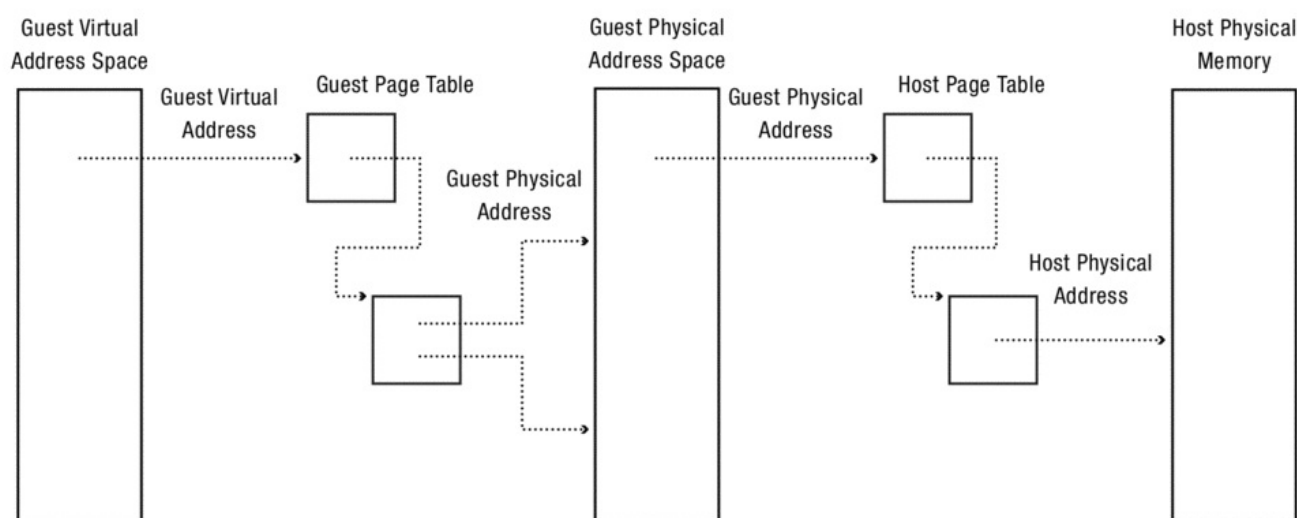 Guest Virtual
Address Space
Guest Virtual
Address
Guest Page Table
Guest Physical
Address
Guest Physical
Address Space
Guest Physical
Address
Host Page Table
Host Physical
Address
Host Physical
Memory